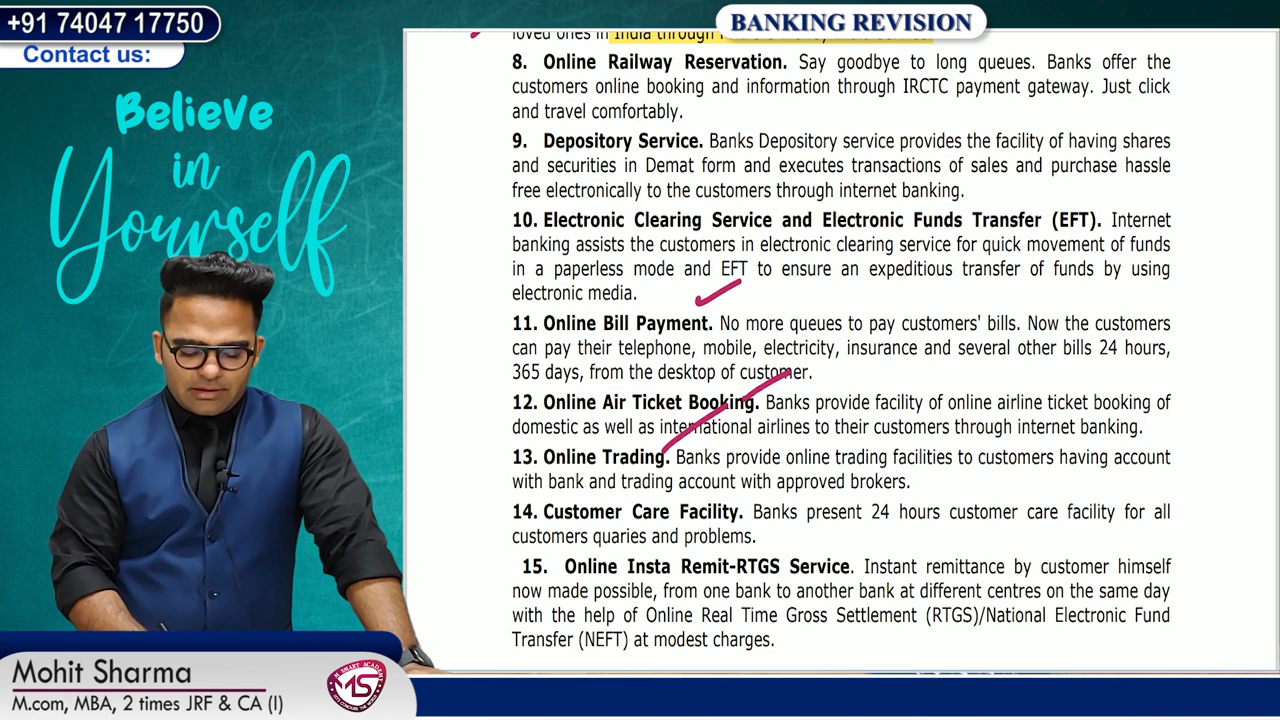 +91 74047 17750
Contact us:
BANKING REVISION
Believe
in
Yourself
loved ones in India through
8. Online Railway Reservation. Say goodbye to long queues. Banks offer the
customers online booking and information through IRCTC payment gateway. Just click
and travel comfortably.
9. Depository Service. Banks Depository service provides the facility of having shares
and securities in Demat form and executes transactions of sales and purchase hassle
free electronically to the customers through internet banking.
10. Electronic Clearing Service and Electronic Funds Transfer (EFT). Internet
banking assists the customers in electronic clearing service for quick movement of funds
in a paperless mode and EFT to ensure an expeditious transfer of funds by using
electronic media.
11. Online Bill Payment. No more queues to pay customers' bills. Now the customers
can pay their telephone, mobile, electricity, insurance and several other bills 24 hours,
365 days, from the desktop of customer.
12. Online Air Ticket Booking. Banks provide facility of online airline ticket booking of
domestic as well as international airlines to their customers through internet banking.
13. Online Trading. Banks provide online trading facilities to customers having account
with bank and trading account with approved brokers.
14. Customer Care Facility. Banks present 24 hours customer care facility for all
customers quaries and problems.
15. Online Insta Remit-RTGS Service. Instant remittance by customer himself
now made possible, from one bank to another bank at different centres on the same day
with the help of Online Real Time Gross Settlement (RTGS)/National Electronic Fund
Transfer (NEFT) at modest charges.
Mohit Sharma
M.com, MBA, 2 times JRF & CA (I)
MS